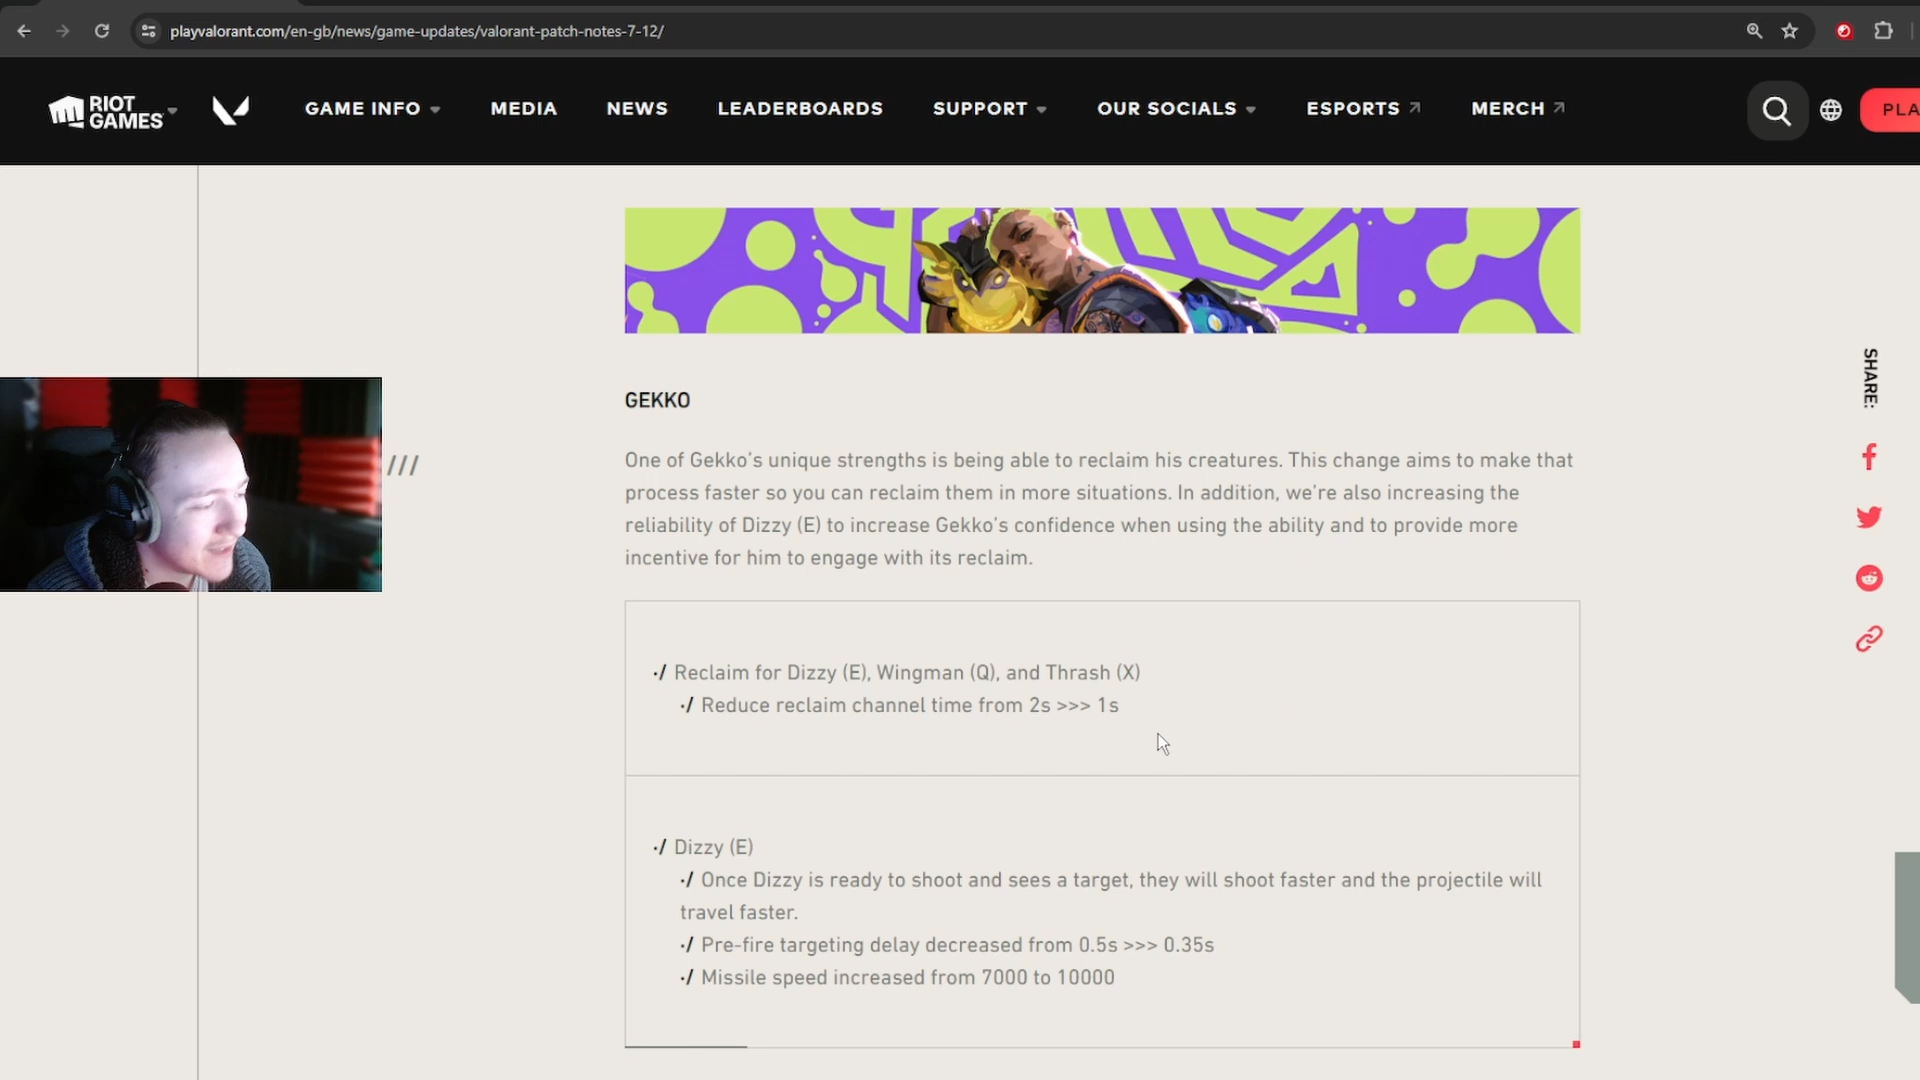 playvalorant.com/en-gb/news/game-updates/valorant-patch-notes-7-12/
RIOT GAMES
GAME INFO
MEDIA
NEWS
LEADERBOARDS
SUPPORT
OUR SOCIALS
ESPORTS
MERCH
PLA
SHARE:
GEKKO
///
One of Gekko's unique strengths is being able to reclaim his creatures. This change aims to make that
process faster so you can reclaim them in more situations. In addition, we're also increasing the
reliability of Dizzy (E) to increase Gekko's confidence when using the ability and to provide more
incentive for him to engage with its reclaim.
·/ Reclaim for Dizzy (E), Wingman (Q), and Thrash (X)
·/ Reduce reclaim channel time from 2s >>> 1s
·/ Dizzy (E)
·/ Once Dizzy is ready to shoot and sees a target, they will shoot faster and the projectile will
travel faster.
·/ Pre-fire targeting delay decreased from 0.5s >>> 0.35s
·/ Missile speed increased from 7000 to 10000